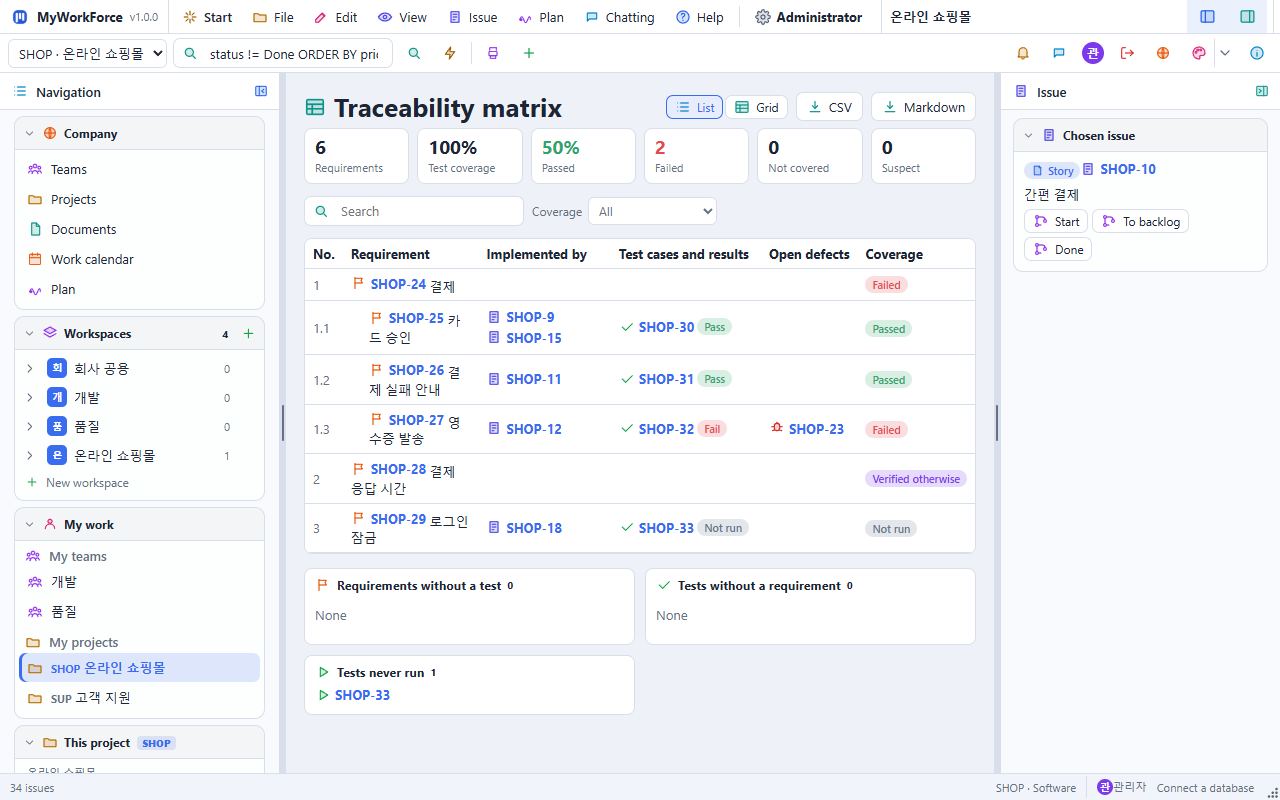 MyWorkForce v1.0.0 Start File Edit View Issue Plan Chatting Help Administrator 온라인 쇼핑몰
SHOP · 온라인 쇼핑몰 status != Done ORDER BY pri 관
Navigation
Company
Teams
Projects
Documents
Work calendar
Plan
Workspaces 4
회 회사 공용 0
개 개발 0
품 품질 0
온 온라인 쇼핑몰 1
New workspace
My work
My teams
개발
품질
My projects
SHOP 온라인 쇼핑몰
SUP 고객 지원
This project SHOP
온라인 쇼핑몰
Traceability matrix List Grid CSV Markdown
6 100% 50% 2 0 0
Requirements Test coverage Passed Failed Not covered Suspect
Search Coverage All
No. Requirement Implemented by Test cases and results Open defects Coverage
1 SHOP-24 결제 Failed
1.1 SHOP-25 카드 승인 SHOP-9 SHOP-15 SHOP-30 Pass Passed
1.2 SHOP-26 결제 실패 안내 SHOP-11 SHOP-31 Pass Passed
1.3 SHOP-27 영수증 발송 SHOP-12 SHOP-32 Fail SHOP-23 Failed
2 SHOP-28 결제 응답 시간 Verified otherwise
3 SHOP-29 로그인 잠금 SHOP-18 SHOP-33 Not run Not run
Requirements without a test 0
None
Tests without a requirement 0
None
Tests never run 1
SHOP-33
Issue
Chosen issue
Story SHOP-10
간편 결제
Start To backlog
Done
34 issues SHOP · Software 관 관리자 Connect a database